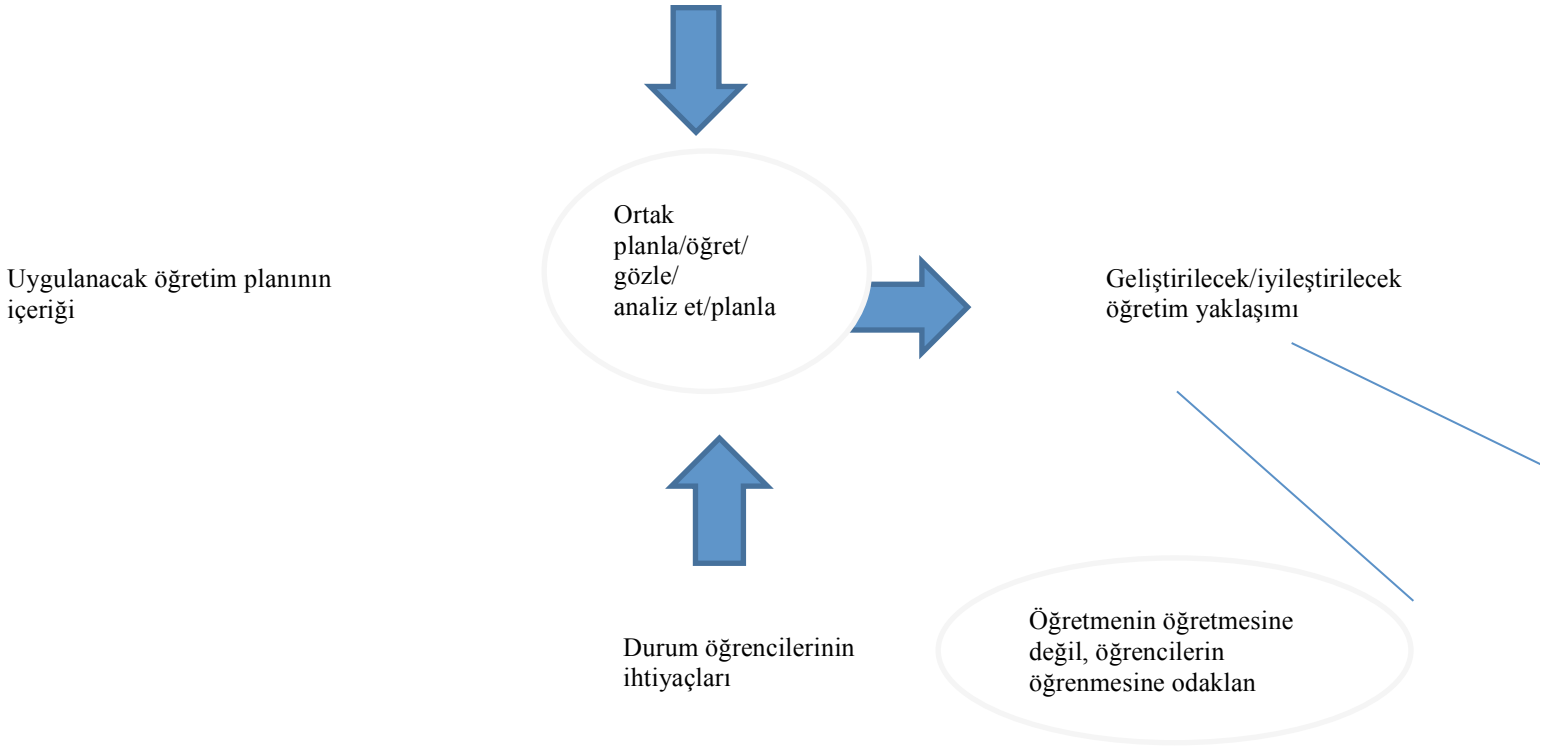 Uygulanacak öğretim planının
içeriği
Ortak
planla/öğret/
gözle/
analiz et/planla
Geliştirilecek/iyileştirilecek
öğretim yaklaşımı
Durum öğrencilerinin
ihtiyaçları
Öğretmenin öğretmesine
değil, öğrencilerin
öğrenmesine odaklan